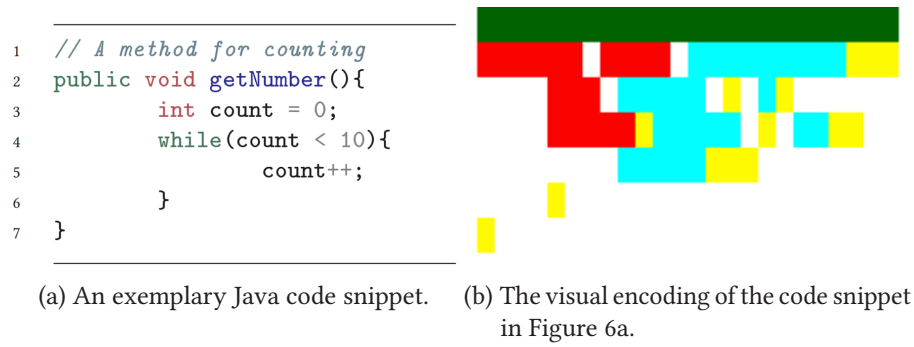 1 // A method for counting
2 public void getNumber(){
3 int count = 0;
4 while(count < 10){
5 count++;
6 }
7 }
(a) An exemplary Java code snippet.
(b) The visual encoding of the code snippet
in Figure 6a.